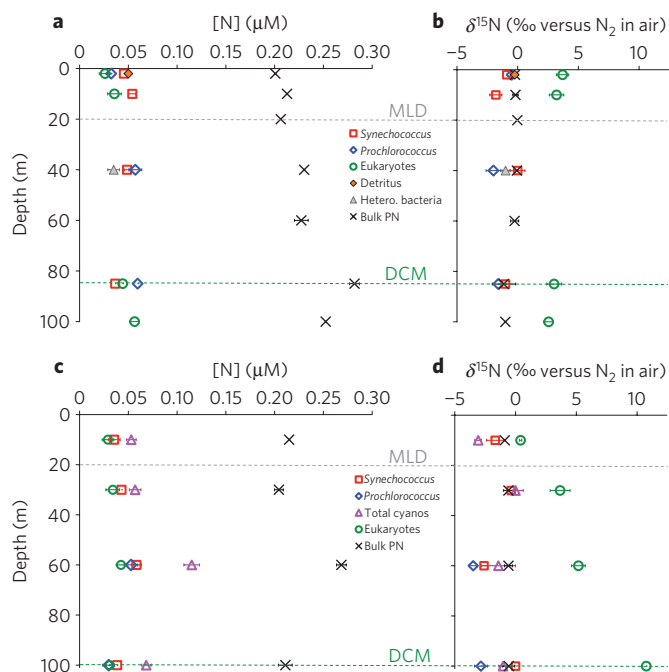 a
[N] (μM)
0 0.05 0.10 0.15 0.20 0.25 0.30
b
δ15N (‰ versus N2 in air)
−5 0 5 10
Depth (m)
0
20
40
60
80
100
MLD
Synechococcus
Prochlorococcus
Eukaryotes
Detritus
Hetero. bacteria
Bulk PN
DCM
c
[N] (μM)
0 0.05 0.10 0.15 0.20 0.25 0.30
d
δ15N (‰ versus N2 in air)
−5 0 5 10
Depth (m)
0
20
40
60
80
100
MLD
Synechococcus
Prochlorococcus
Total cyanos
Eukaryotes
Bulk PN
DCM